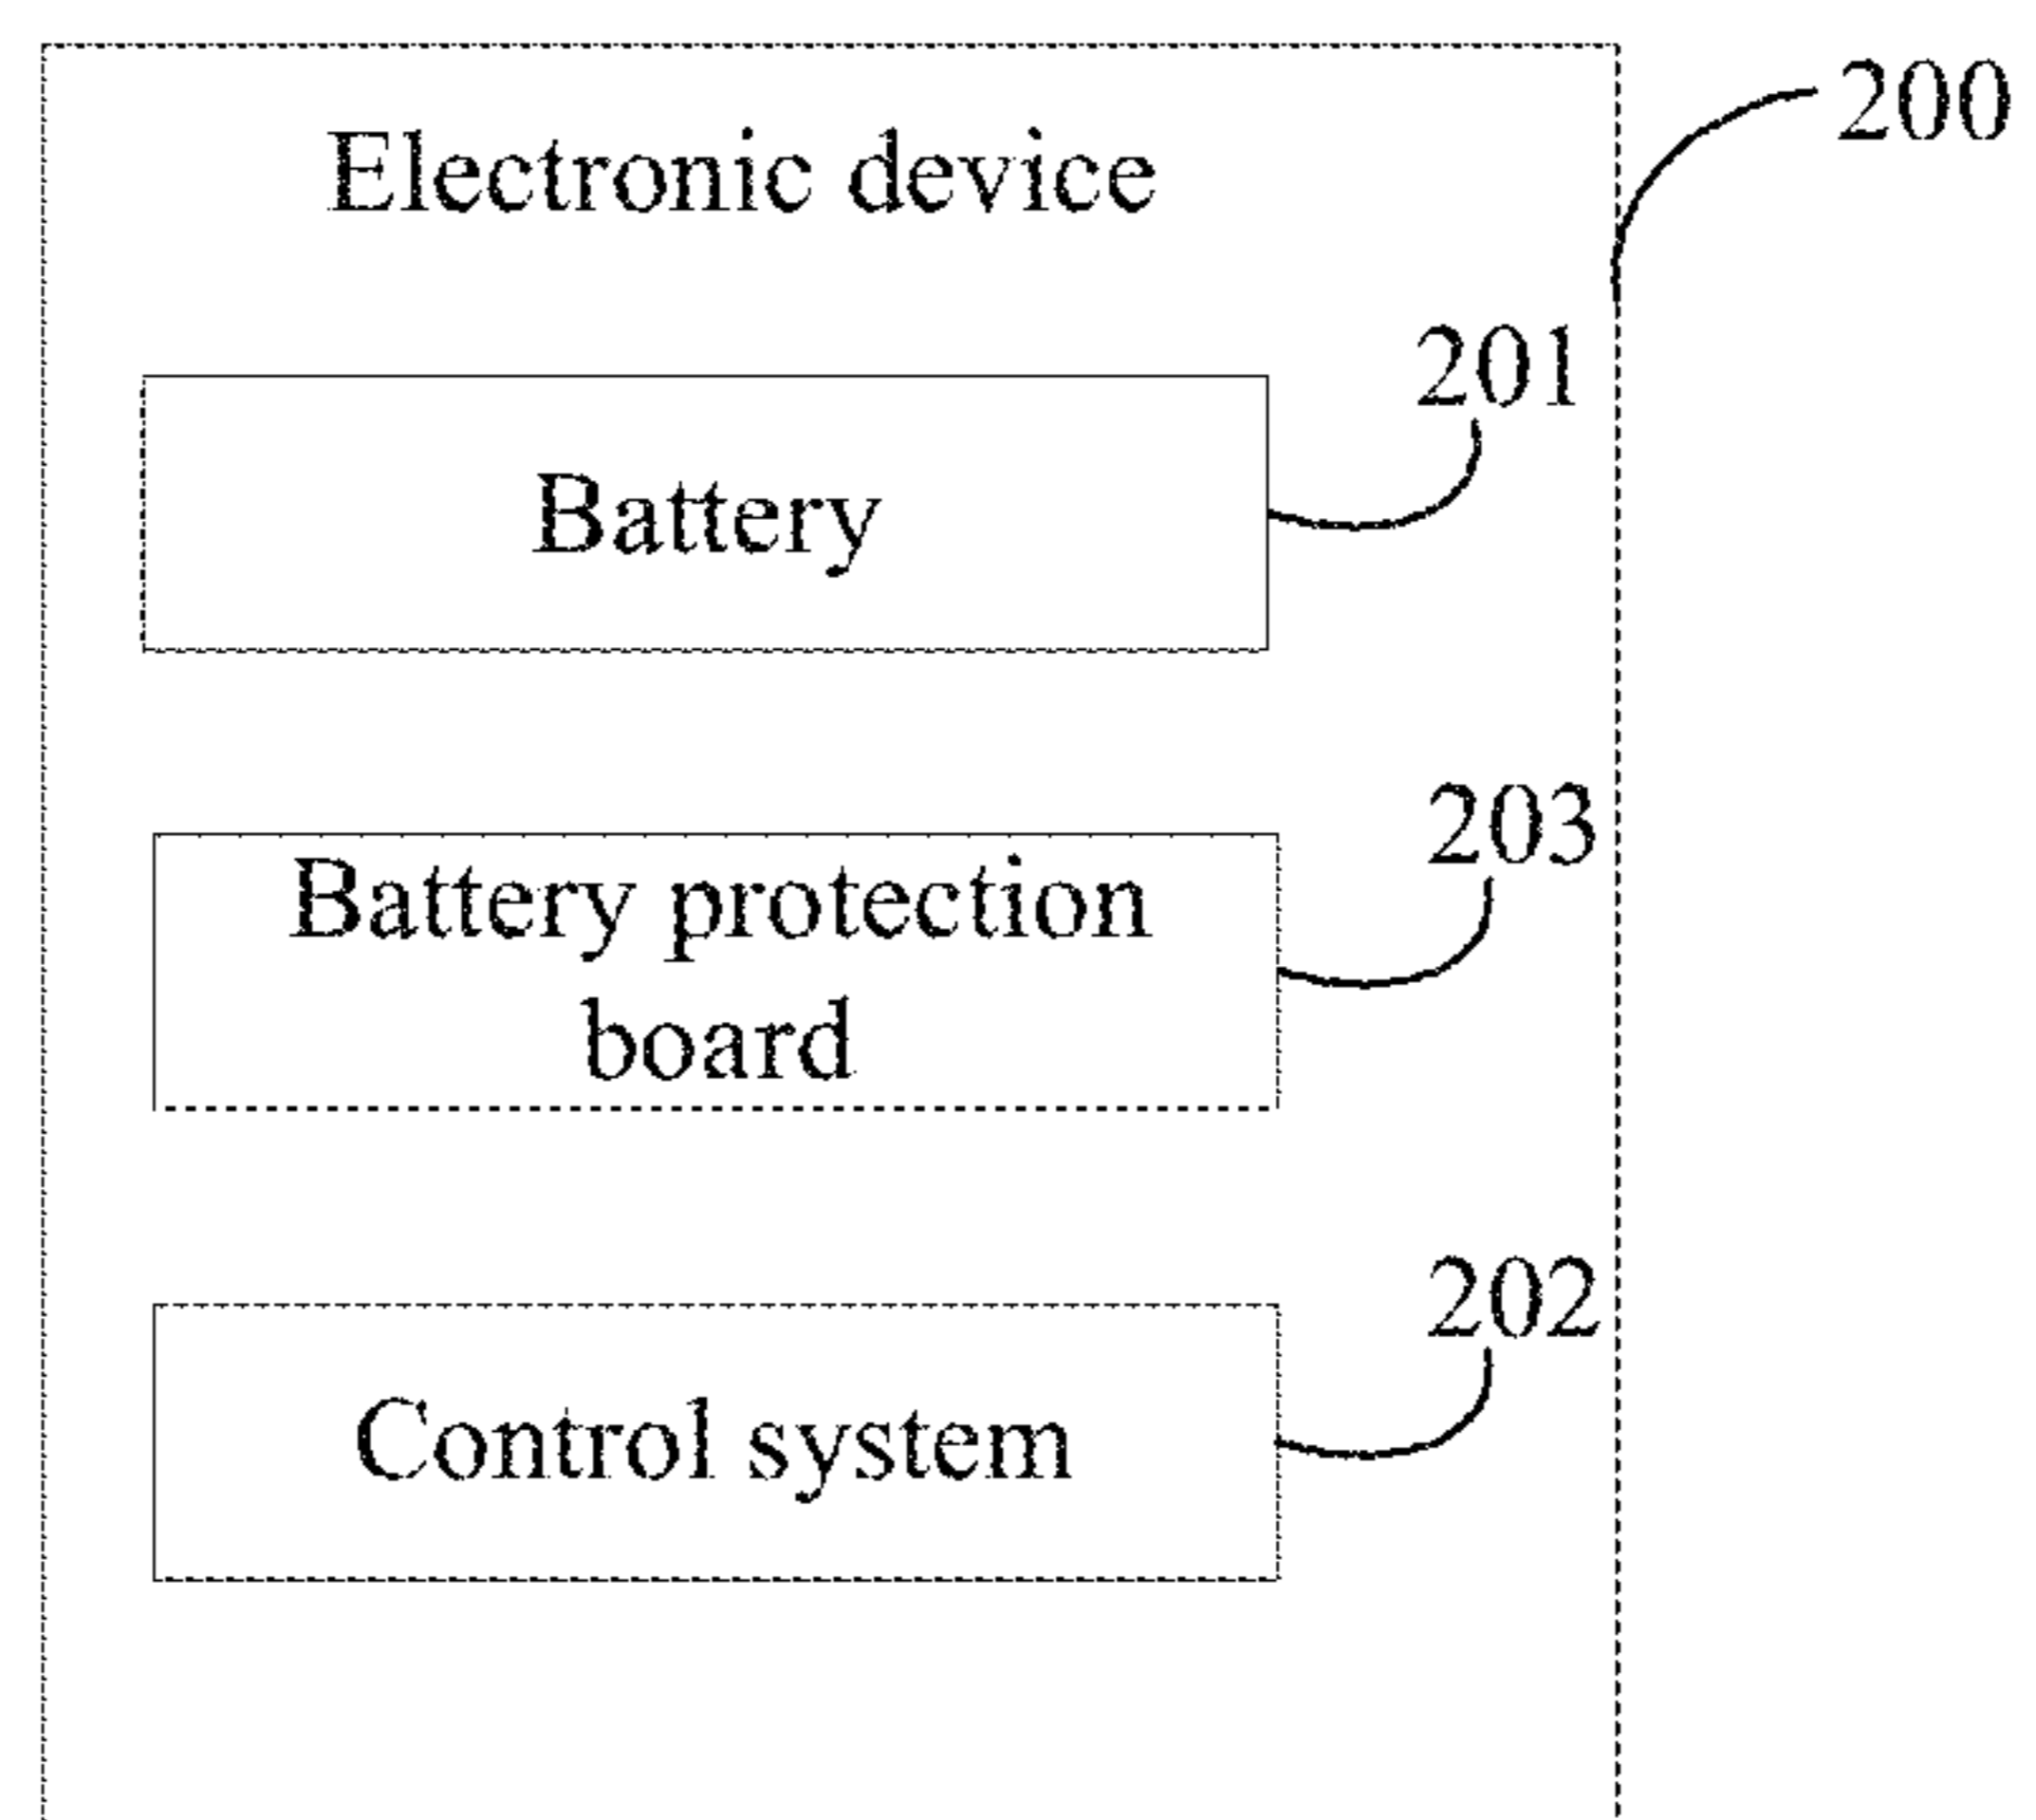 200
Electronic device
201
Battery
203
Battery protection
board
202
Control system